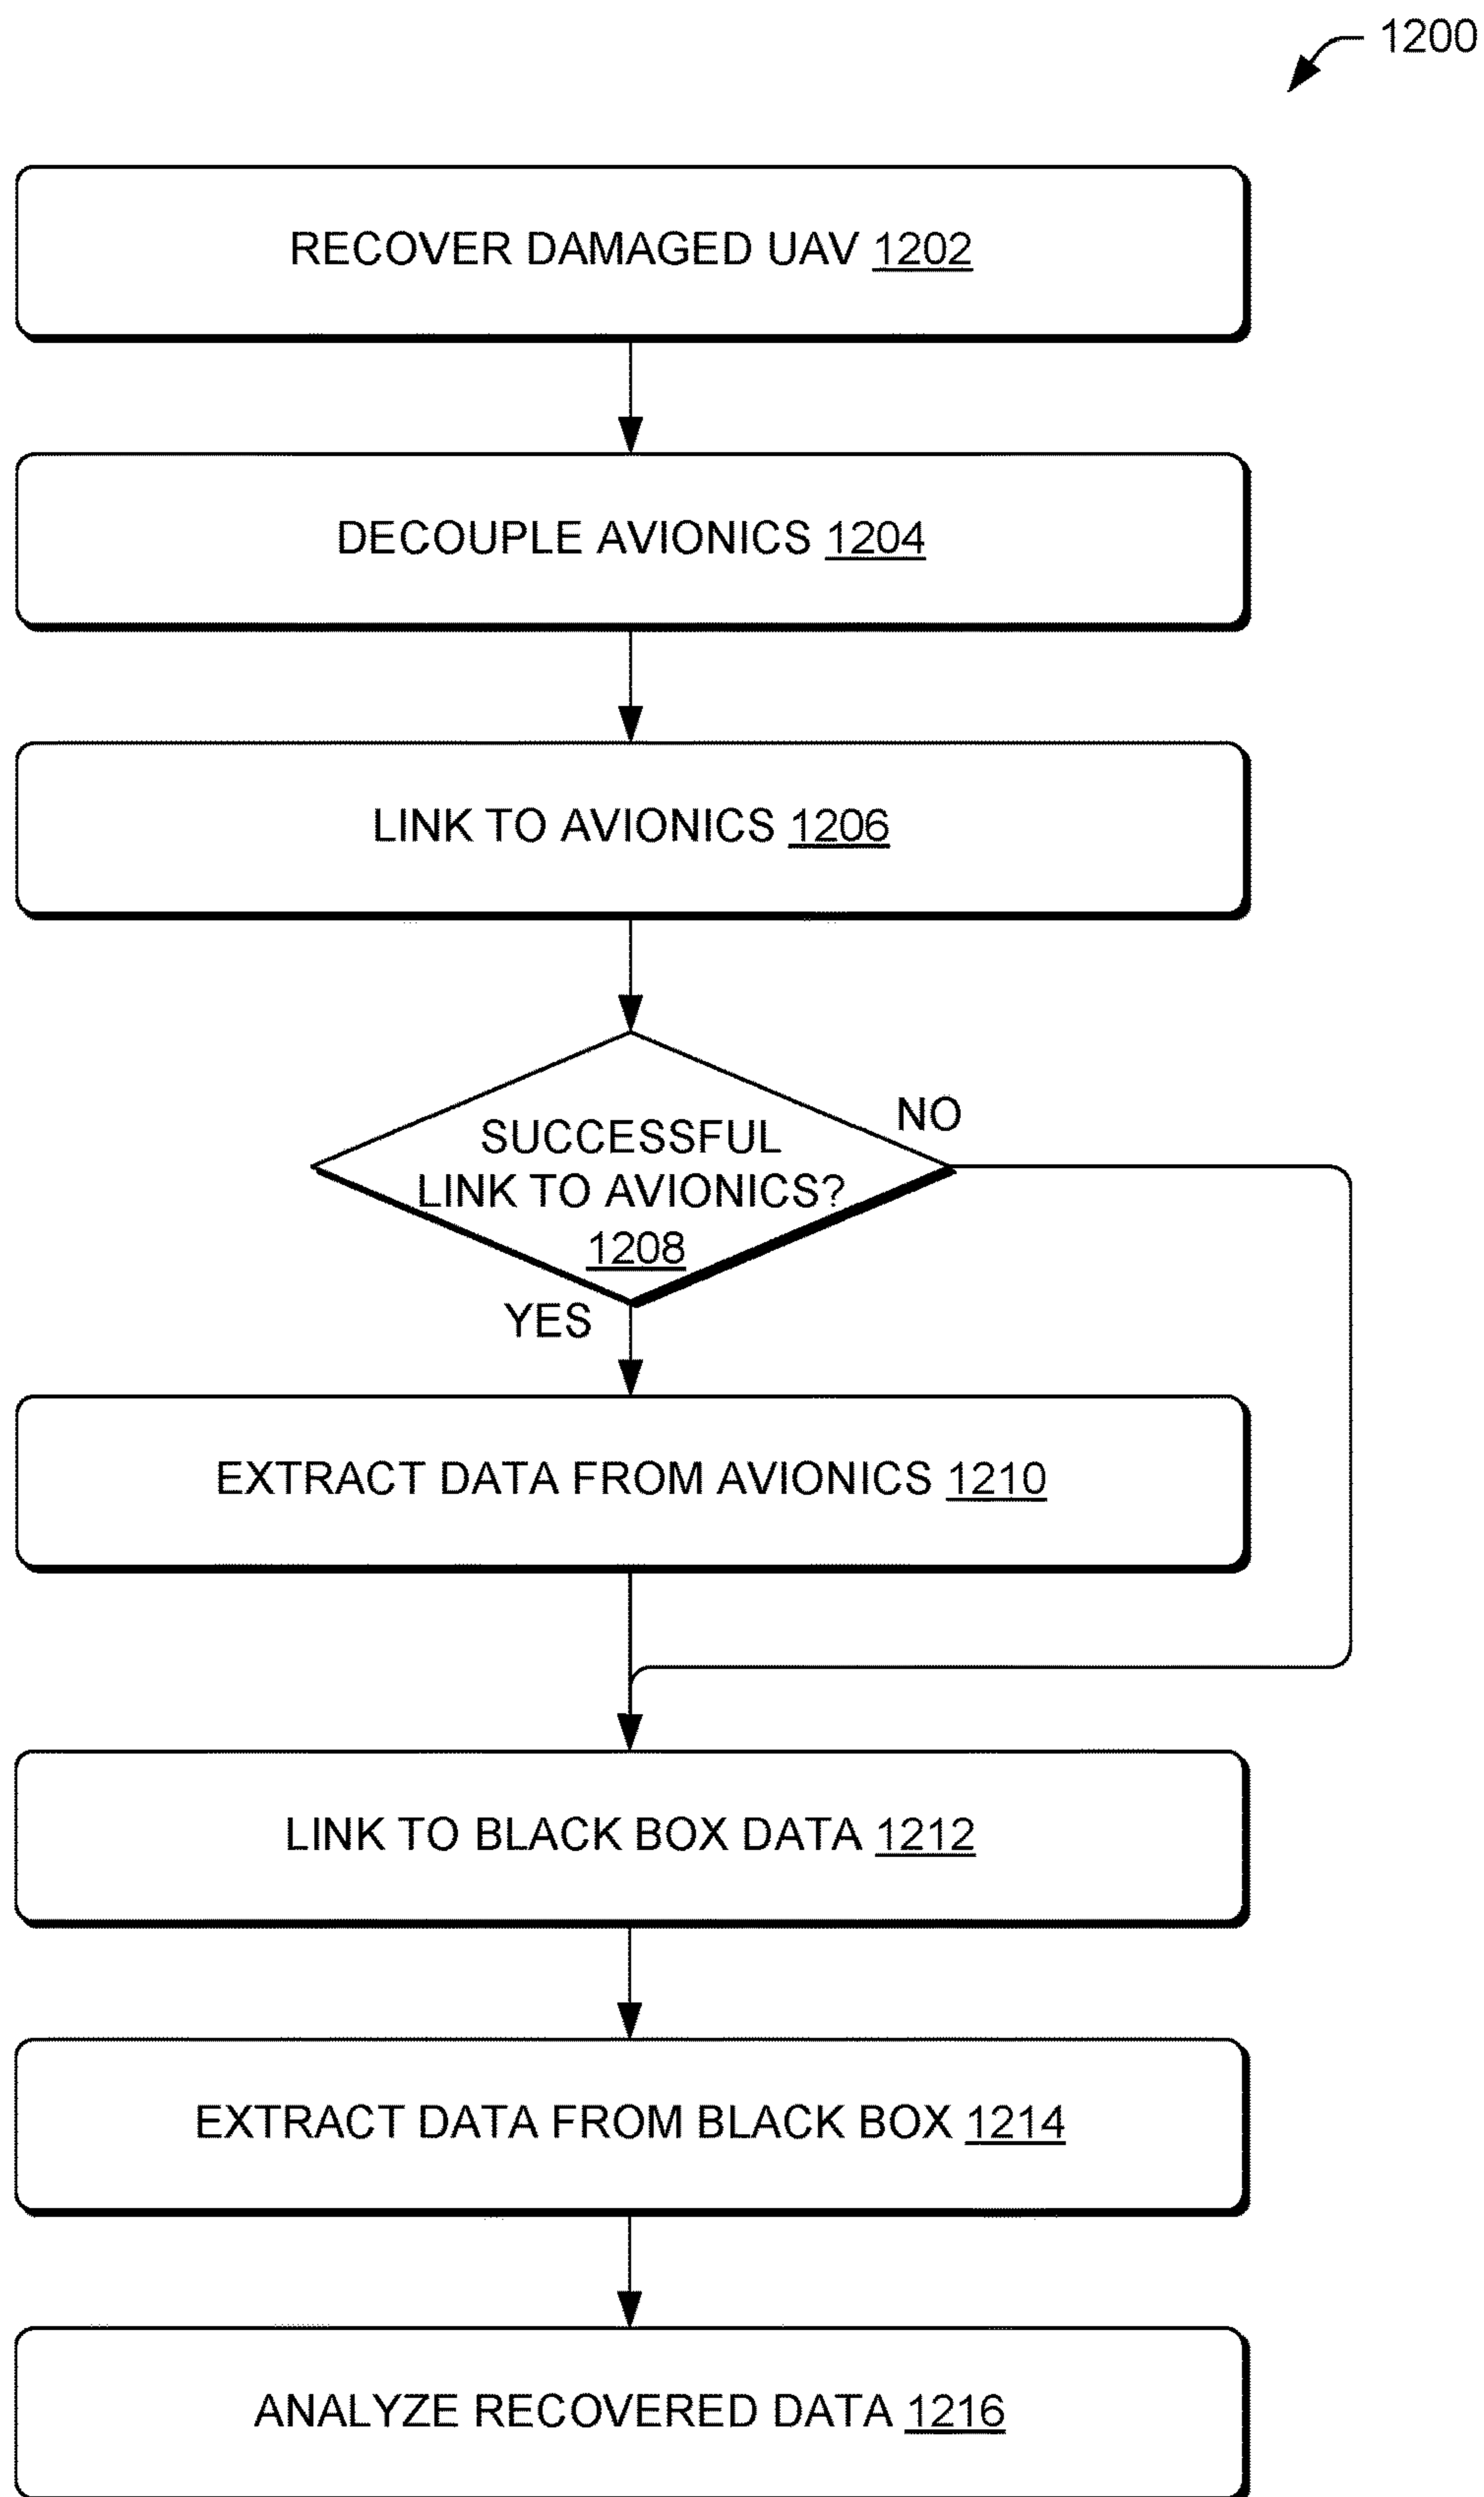 1200
RECOVER DAMAGED UAV 1202
DECOUPLE AVIONICS 1204
LINK TO AVIONICS 1206
SUCCESSFUL
LINK TO AVIONICS?
1208
NO
YES
EXTRACT DATA FROM AVIONICS 1210
LINK TO BLACK BOX DATA 1212
EXTRACT DATA FROM BLACK BOX 1214
ANALYZE RECOVERED DATA 1216